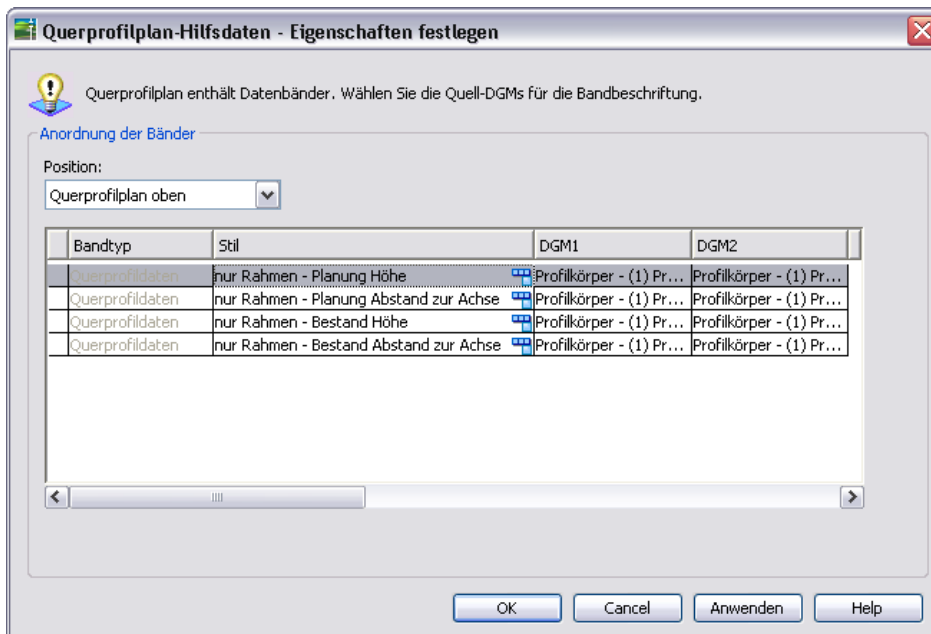 Querprofilplan-Hilfsdaten - Eigenschaften festlegen
Querprofilplan enthält Datenbänder. Wählen Sie die Quell-DGMs für die Bandbeschriftung.
Anordnung der Bänder
Position:
Querprofilplan oben
Bandtyp Stil DGM1 DGM2
Querprofildaten nur Rahmen - Planung Höhe Profilkörper - (1) Pr... Profilkörper - (1) Pr...
Querprofildaten nur Rahmen - Planung Abstand zur Achse Profilkörper - (1) Pr... Profilkörper - (1) Pr...
Querprofildaten nur Rahmen - Bestand Höhe Profilkörper - (1) Pr... Profilkörper - (1) Pr...
Querprofildaten nur Rahmen - Bestand Abstand zur Achse Profilkörper - (1) Pr... Profilkörper - (1) Pr...
OK Cancel Anwenden Help